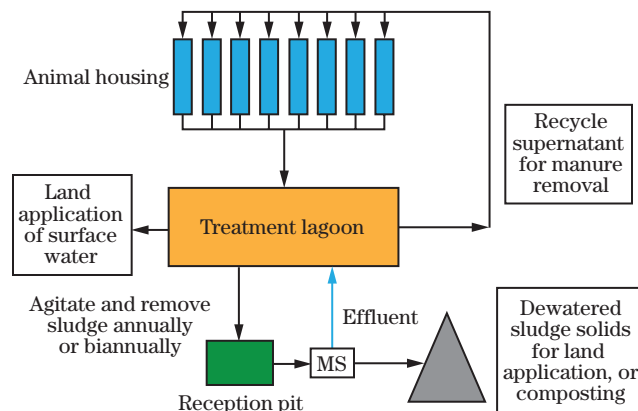 Animal housing
Recycle
supernatant
for manure
removal
Land
application
of surface
water
Treatment lagoon
Agitate and remove
sludge annually
or biannually
Effluent
MS
Reception pit
Dewatered
sludge solids
for land
application, or
composting